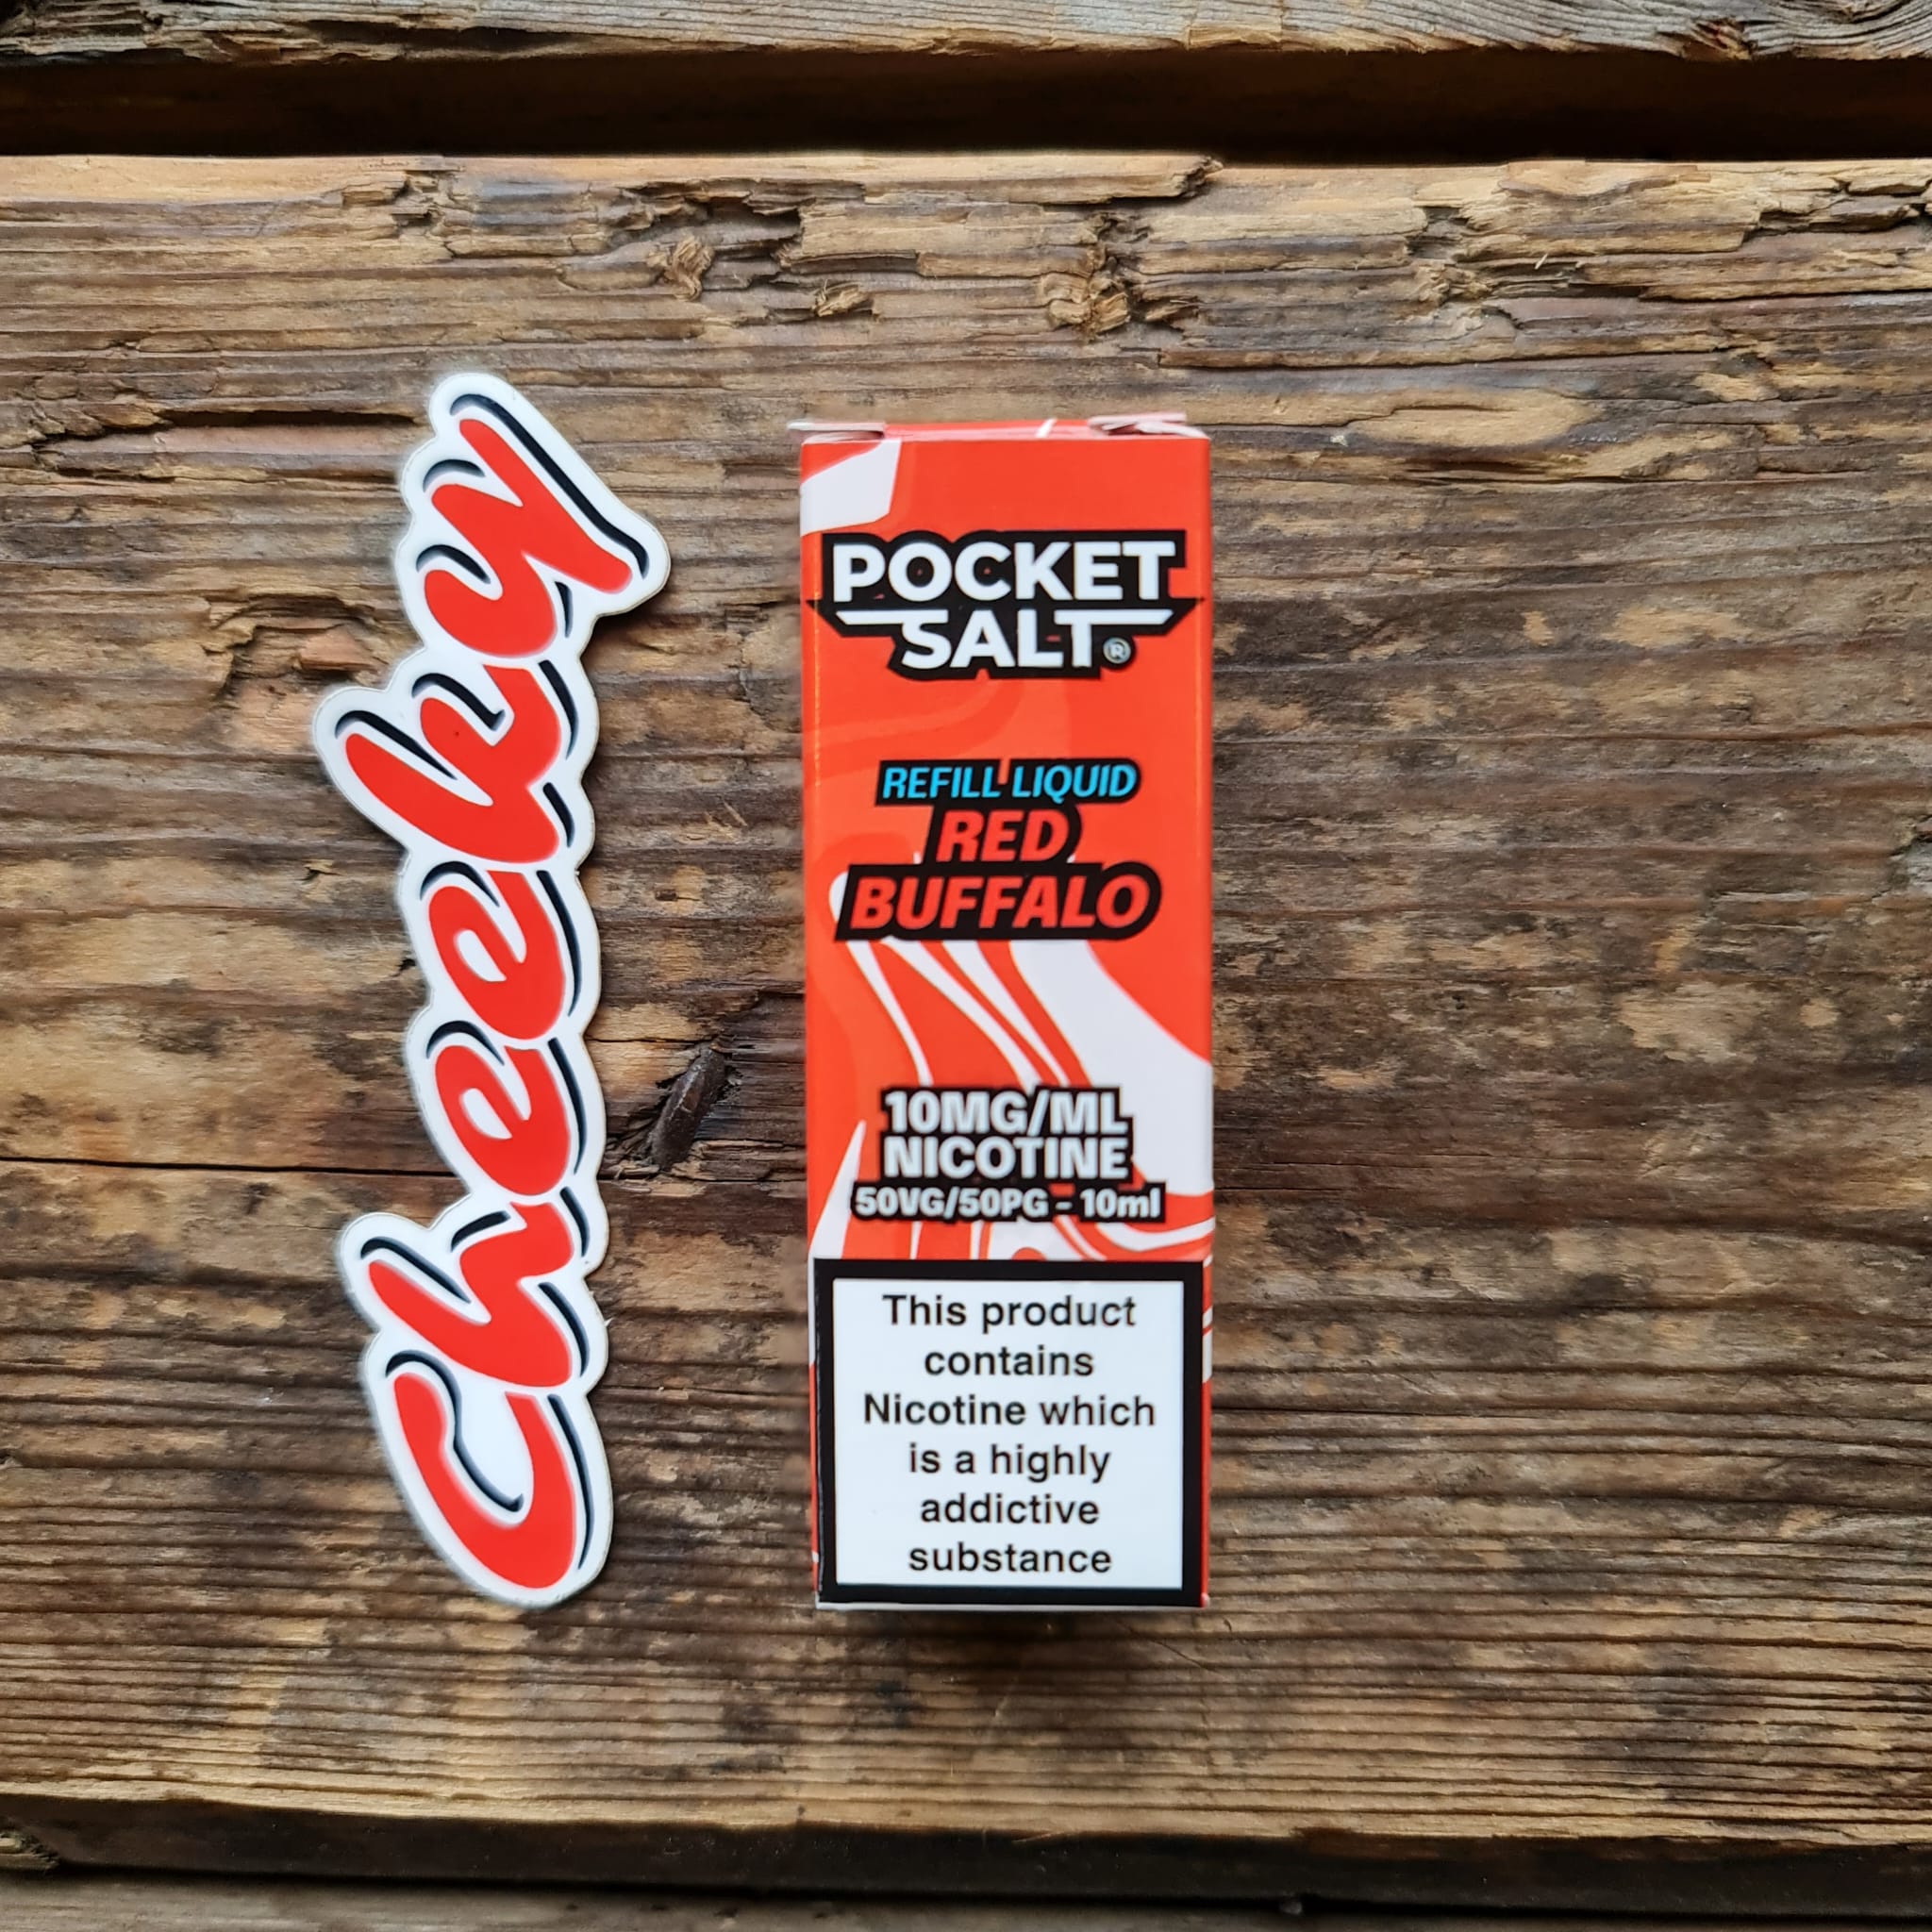 Cheeky
POCKET
SALT®
REFILL LIQUID
RED
BUFFALO
10MG/ML
NICOTINE
50VG/50PG - 10ml
This product
contains
Nicotine which
is a highly
addictive
substance